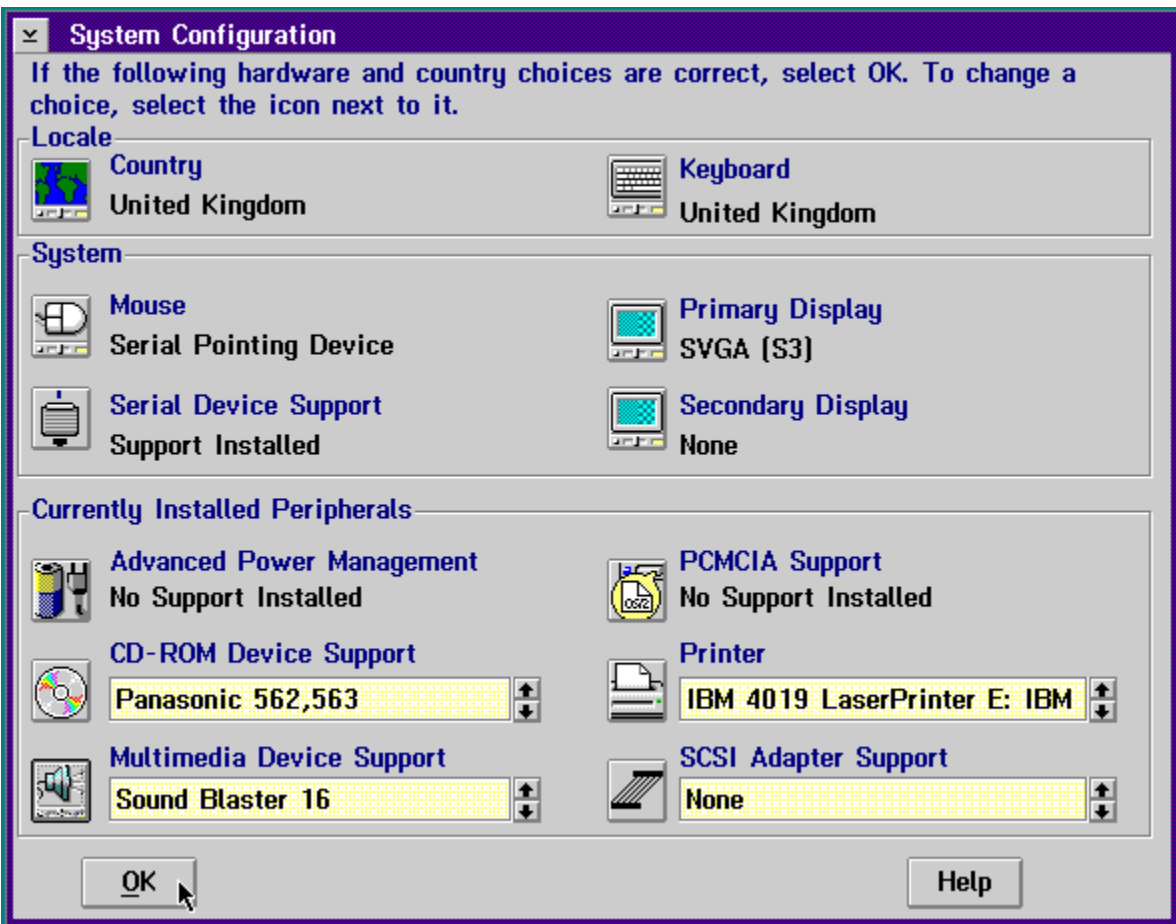 System Configuration
If the following hardware and country choices are correct, select OK. To change a
choice, select the icon next to it.
Locale
Country
United Kingdom
Keyboard
United Kingdom
System
Mouse
Serial Pointing Device
Primary Display
SVGA (S3)
Serial Device Support
Support Installed
Secondary Display
None
Currently Installed Peripherals
Advanced Power Management
No Support Installed
PCMCIA Support
No Support Installed
OS/2
CD-ROM Device Support
Panasonic 562,563
Printer
IBM 4019 LaserPrinter E: IBM
Multimedia Device Support
Sound Blaster 16
SCSI Adapter Support
None
OK
Help